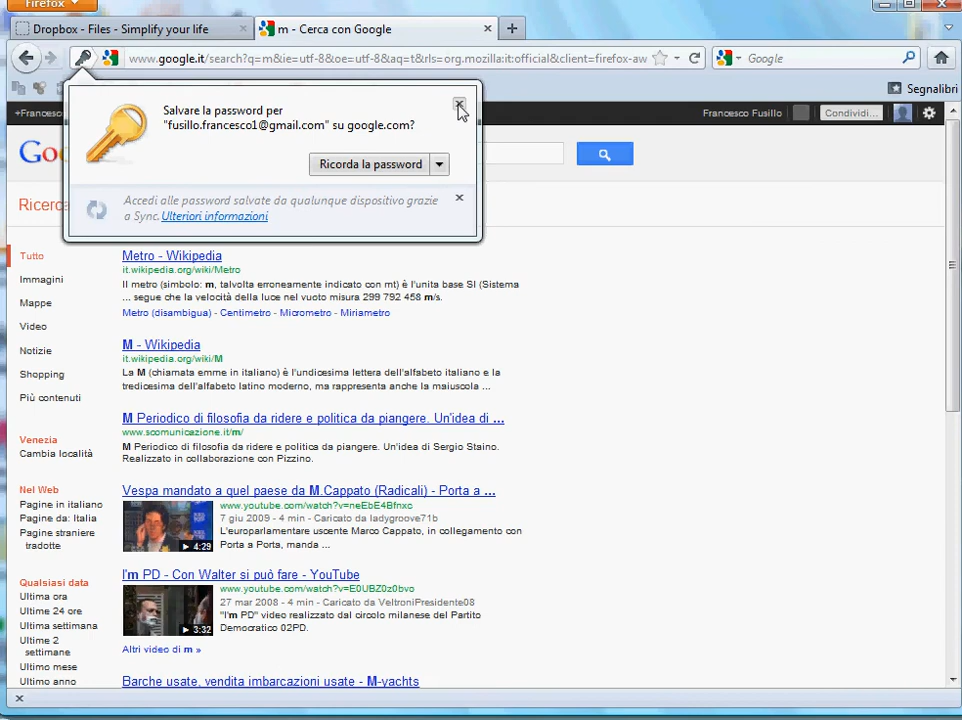 Firefox
Dropbox - Files - Simplify your life
m - Cerca con Google
www.google.it/search?q=m&ie=utf-8&oe=utf-8&aq=t&rls=org.mozilla:it:official&client=firefox-aw
Google
Segnalibri
+Francesco
Francesco Fusillo
Condividi...
Salvare la password per
"fusillo.francesco1@gmail.com" su google.com?
Ricorda la password
Accedi alle password salvate da qualunque dispositivo grazie
a Sync. Ulteriori informazioni
Goo
Ricerc
Tutto
Immagini
Mappe
Video
Notizie
Shopping
Più contenuti
Venezia
Cambia località
Nel Web
Pagine in italiano
Pagine da: Italia
Pagine straniere
tradotte
Qualsiasi data
Ultima ora
Ultime 24 ore
Ultima settimana
Ultime 2
settimane
Ultimo mese
Ultimo anno
Metro - Wikipedia
it.wikipedia.org/wiki/Metro
Il metro (simbolo: m, talvolta erroneamente indicato con mt) è l'unita base SI (Sistema
... segue che la velocità della luce nel vuoto misura 299 792 458 m/s.
Metro (disambigua) - Centimetro - Micrometro - Miriametro
M - Wikipedia
it.wikipedia.org/wiki/M
La M (chiamata emme in italiano) è l'undicesima lettera dell'alfabeto italiano e la
tredicesima dell'alfabeto latino moderno, ma rappresenta anche la maiuscola ...
M Periodico di filosofia da ridere e politica da piangere. Un'idea di ...
www.scomunicazione.it/m/
M Periodico di filosofia da ridere e politica da piangere. Un'idea di Sergio Staino.
Realizzato in collaborazione con Pizzino.
Vespa mandato a quel paese da M.Cappato (Radicali) - Porta a ...
www.youtube.com/watch?v=neEbE4Bfnxc
7 giu 2009 - 4 min - Caricato da ladygroove71b
L'europarlamentare uscente Marco Cappato, in collegamento con
Porta a Porta, manda ...
4:29
I'm PD - Con Walter si può fare - YouTube
www.youtube.com/watch?v=E0UBZ0z0bvo
27 mar 2008 - 4 min - Caricato da VeltroniPresidente08
"I'm PD" video realizzato dal circolo milanese del Partito
Democratico 02PD.
3:32
Altri video di m »
Barche usate, vendita imbarcazioni usate - M-yachts